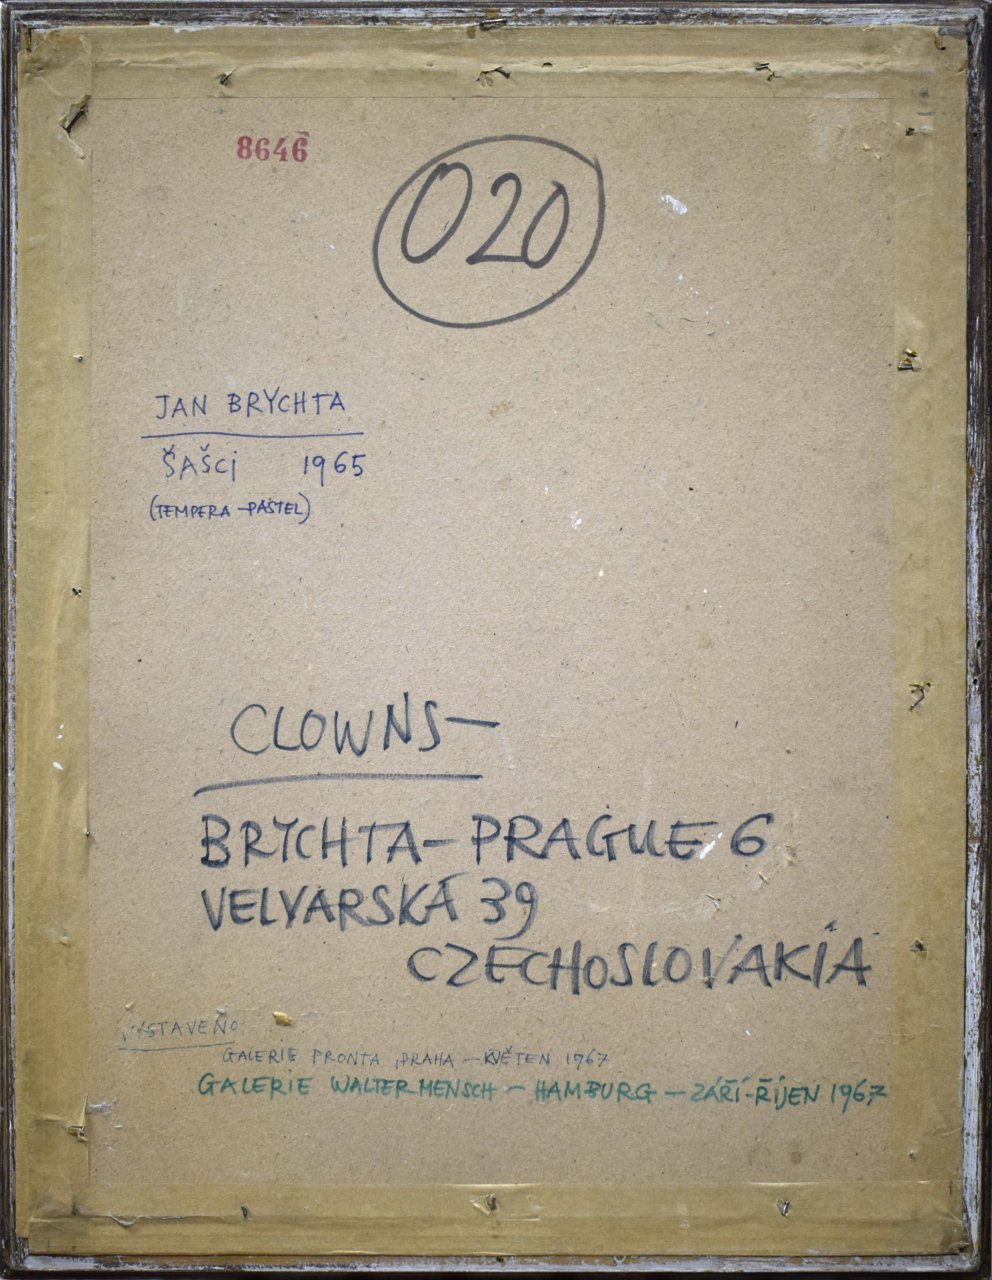 8646
020
JAN BRYCHTA
ŠAŠCI 1965
(TEMPERA-PASTEL)
CLOWNS-
BRYCHTA-PRAGUE 6
VELVARSKÁ 39
CZECHOSLOVAKIA
VYSTAVENO
GALERIE FRONTA, PRAHA - KVĚTEN 1967
GALERIE WALTER MENSCH - HAMBURG - ZÁŘÍ-ŘÍJEN 1967